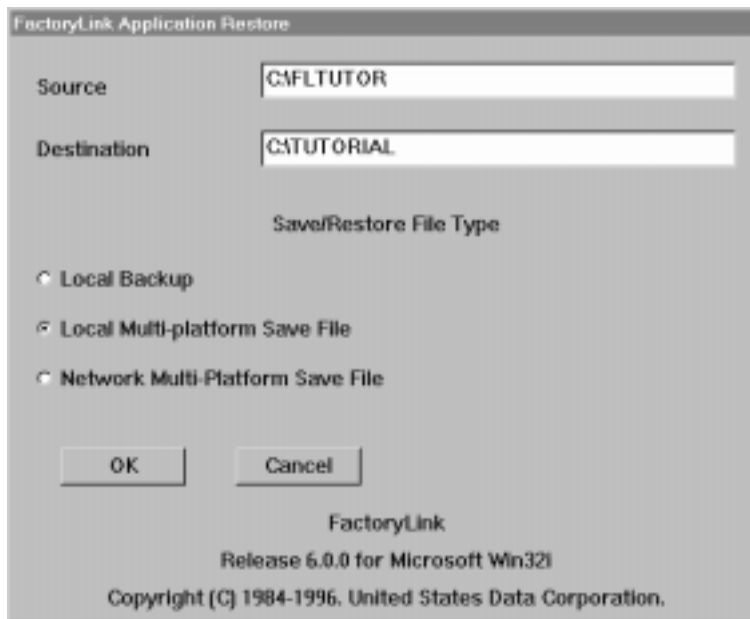 FactoryLink Application Restore
Source
C:\FLTUTOR
Destination
C:\TUTORIAL
Save/Restore File Type
Local Backup
Local Multi-platform Save File
Network Multi-Platform Save File
OK
Cancel
FactoryLink
Release 6.0.0 for Microsoft Win32l
Copyright (C) 1984-1996. United States Data Corporation.